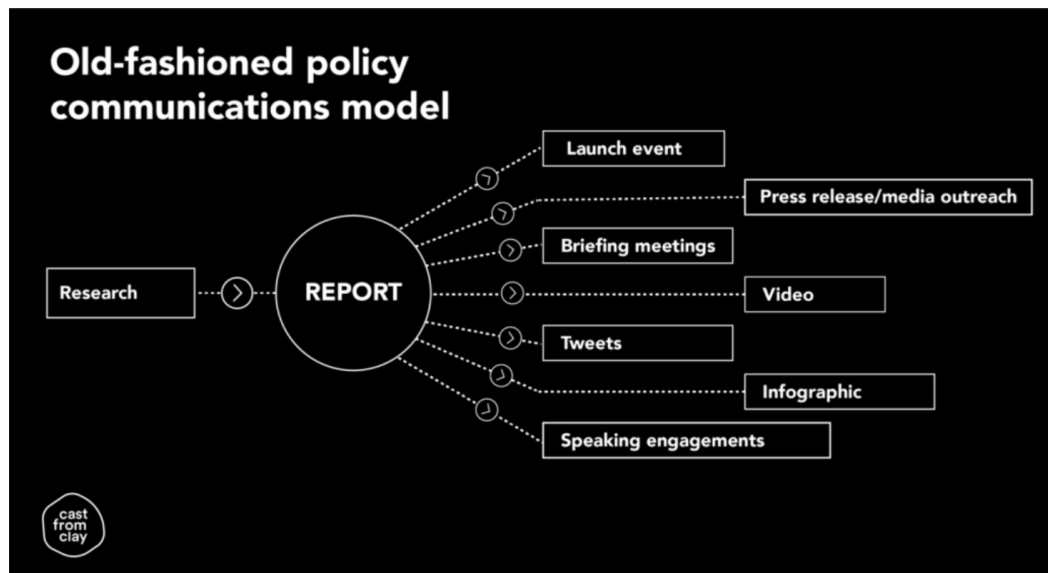 Old-fashioned policy
communications model
Launch event
Press release/media outreach
Briefing meetings
Research
REPORT
Video
Tweets
Infographic
Speaking engagements
cast
from
clay